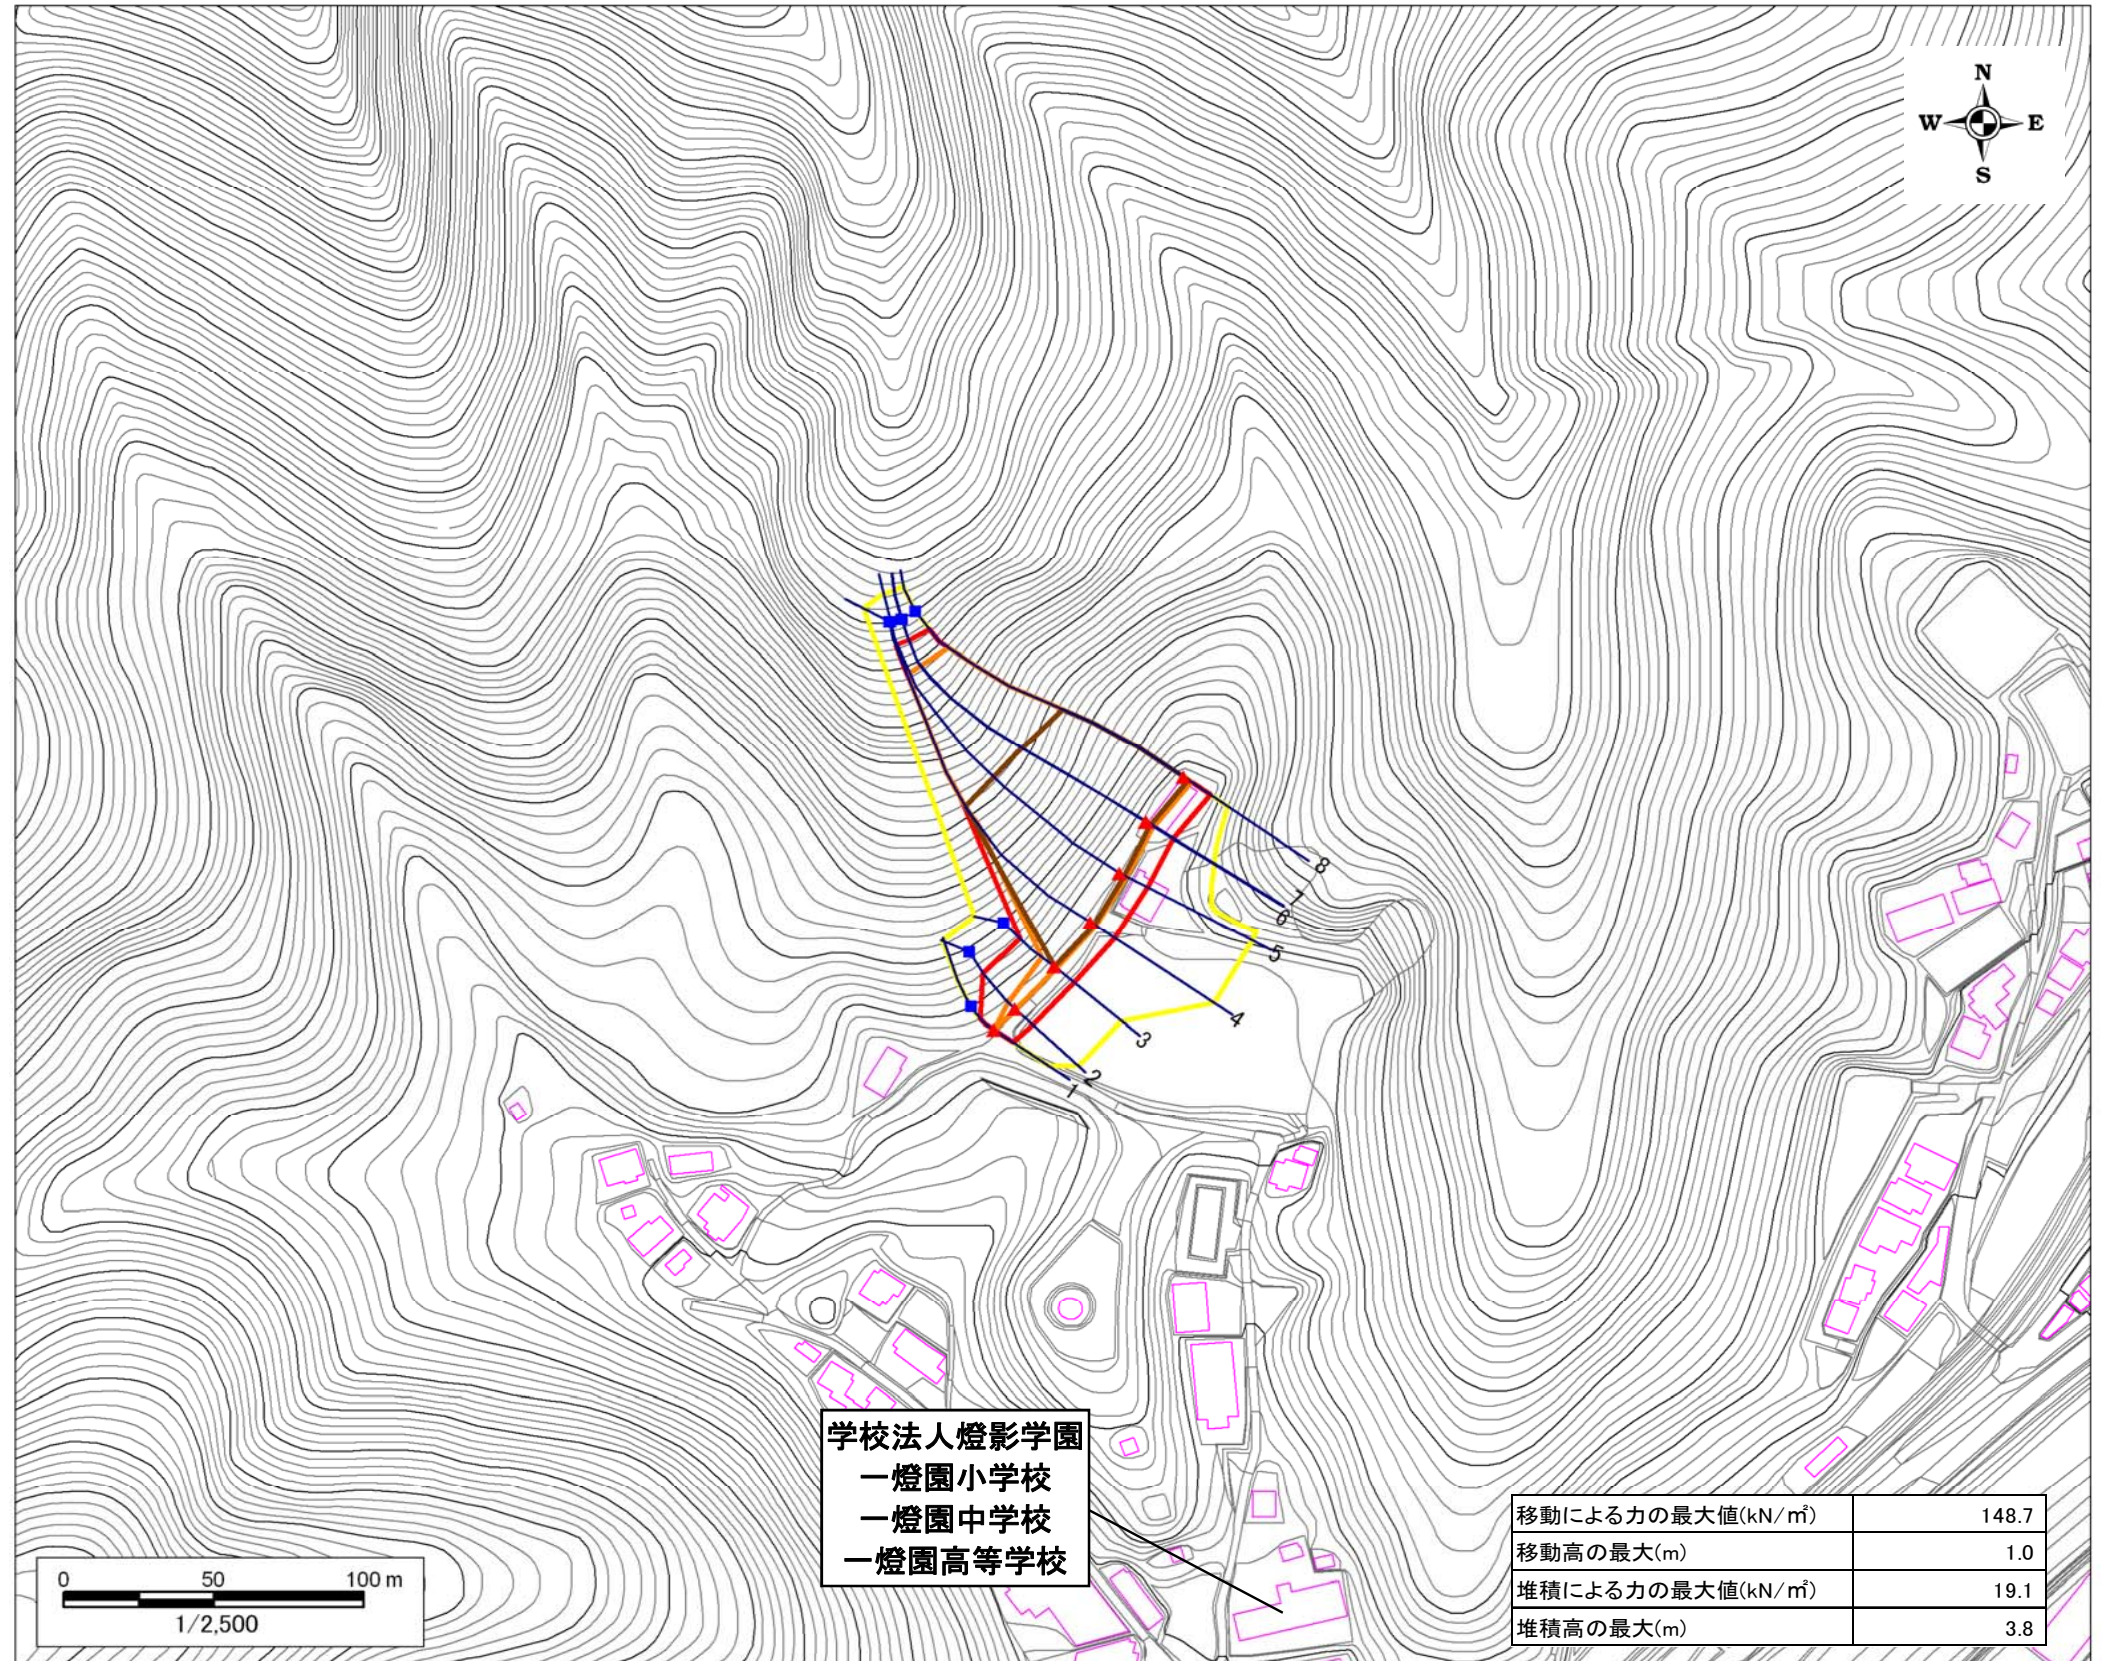 N
W E
S
8
7
6
5
4
3
2
1
学校法人燈影学園
一燈園小学校
一燈園中学校
一燈園高等学校
移動による力の最大値(kN/㎡) 148.7
移動高の最大(m) 1.0
堆積による力の最大値(kN/㎡) 19.1
堆積高の最大(m) 3.8
0 50 100 m
1/2,500